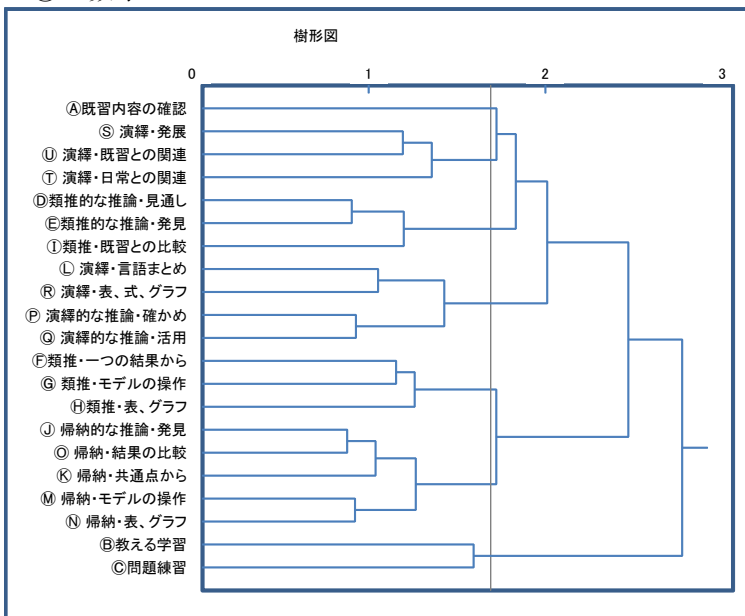 樹形図
0 1 2 3
Ⓐ既習内容の確認
Ⓢ 演繹・発展
Ⓤ 演繹・既習との関連
Ⓣ 演繹・日常との関連
Ⓓ類推的な推論・見通し
Ⓔ類推的な推論・発見
Ⓘ類推・既習との比較
Ⓛ 演繹・言語まとめ
Ⓡ 演繹・表、式、グラフ
Ⓟ 演繹的な推論・確かめ
Ⓠ 演繹的な推論・活用
Ⓕ類推・一つの結果から
Ⓖ 類推・モデルの操作
Ⓗ類推・表、グラフ
Ⓙ 帰納的な推論・発見
Ⓞ 帰納・結果の比較
Ⓚ 帰納・共通点から
Ⓜ 帰納・モデルの操作
Ⓝ 帰納・表、グラフ
Ⓑ教える学習
Ⓒ問題練習